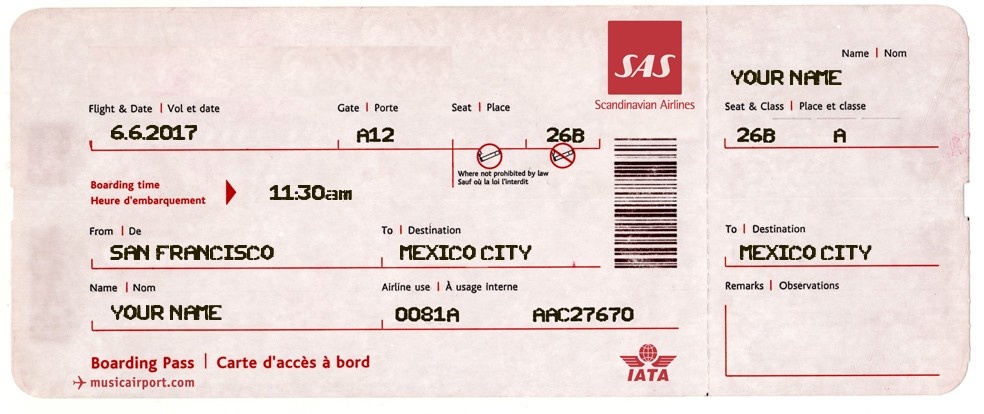 SAS
Scandinavian Airlines
Name | Nom
YOUR NAME
Flight & Date | Vol et date
Gate | Porte
Seat | Place
Seat & Class | Place et classe
6.6.2017
A12
26B
26B
A
Where not prohibited by law
Sauf où la loi l'interdit
Boarding time
Heure d'embarquement
11:30am
From | De
To | Destination
To | Destination
SAN FRANCISCO
MEXICO CITY
MEXICO CITY
Name | Nom
Airline use | À usage interne
Remarks | Observations
YOUR NAME
0081A
AAC27670
Boarding Pass | Carte d'accès à bord
musicairport.com
IATA